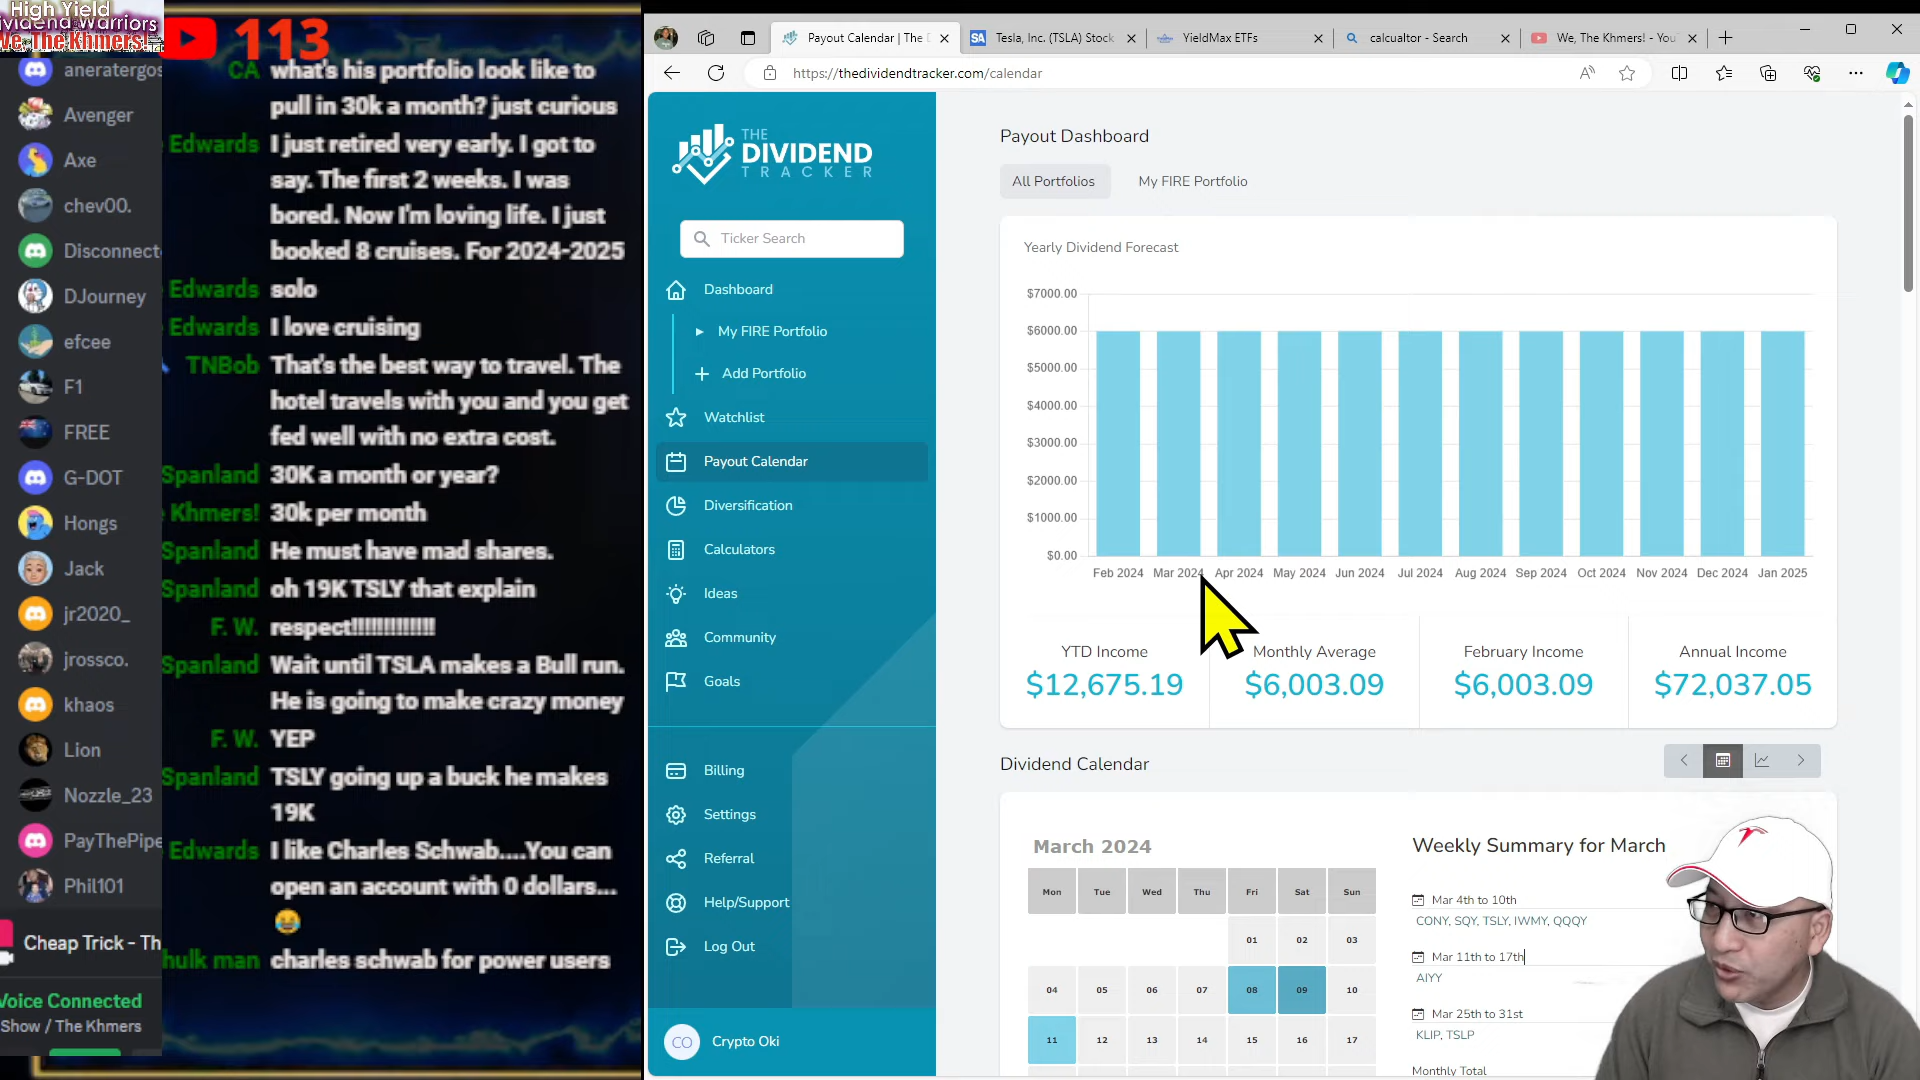 High Yield
Dividend Warriors
We, The Khmers!
113
aneratergos
Avenger
Axe
chev00.
Disconnect
DJourney
efcee
F1
FREE
G-DOT
Hongs
Jack
jr2020_
jrossco.
khaos
Lion
Nozzle_23
PayThePipe
Phil101
Cheap Trick - Th
Voice Connected
Show / The Khmers
CA what's his portfolio look like to
pull in 30k a month? just curious
Edwards I just retired very early. I got to
say. The first 2 weeks. I was
bored. Now I'm loving life. I just
booked 8 cruises. For 2024-2025
Edwards solo
Edwards I love cruising
TNBob That's the best way to travel. The
hotel travels with you and you get
fed well with no extra cost.
Spanland 30K a month or year?
Khmers! 30k per month
Spanland He must have mad shares.
Spanland oh 19K TSLY that explain
F. W. respect!!!!!!!!!!!!!!
Spanland Wait until TSLA makes a Bull run.
He is going to make crazy money
F. W. YEP
Spanland TSLY going up a buck he makes
19K
Edwards I like Charles Schwab....You can
open an account with 0 dollars...
hulk man charles schwab for power users
Payout Calendar | The D
SA
Tesla, Inc. (TSLA) Stock
YieldMax ETFs
calcualtor - Search
We, The Khmers! - You
https://thedividendtracker.com/calendar
THE
DIVIDEND
TRACKER
Ticker Search
Dashboard
My FIRE Portfolio
Add Portfolio
Watchlist
Payout Calendar
Diversification
Calculators
Ideas
Community
Goals
Billing
Settings
Referral
Help/Support
Log Out
CO
Crypto Oki
Payout Dashboard
All Portfolios
My FIRE Portfolio
Yearly Dividend Forecast
$7000.00
$6000.00
$5000.00
$4000.00
$3000.00
$2000.00
$1000.00
$0.00
Feb 2024 Mar 2024 Apr 2024 May 2024 Jun 2024 Jul 2024 Aug 2024 Sep 2024 Oct 2024 Nov 2024 Dec 2024 Jan 2025
YTD Income
$12,675.19
Monthly Average
$6,003.09
February Income
$6,003.09
Annual Income
$72,037.05
Dividend Calendar
March 2024
Mon Tue Wed Thu Fri Sat Sun
01 02 03
04 05 06 07 08 09 10
11 12 13 14 15 16 17
Weekly Summary for March
Mar 4th to 10th
CONY, SQY, TSLY, IWMY, QQQY
Mar 11th to 17th
AIYY
Mar 25th to 31st
KLIP, TSLP
Monthly Total